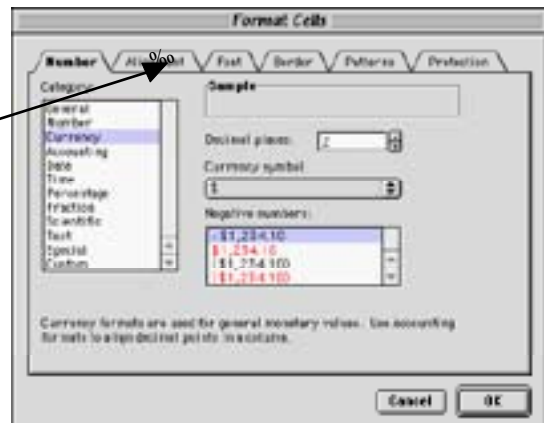 Format Cells
Number Alignment Font Border Patterns Protection
%
Category:
Sample
General
Number
Currency
Accounting
Date
Time
Percentage
Fraction
Scientific
Text
Special
Custom
Decimal places: 2
Currency symbol
$
Negative numbers:
-$1,234.10
$1,234.10
($1,234.10)
($1,234.10)
Currency formats are used for general monetary values. Use accounting
formats to align decimal points in a column.
Cancel OK